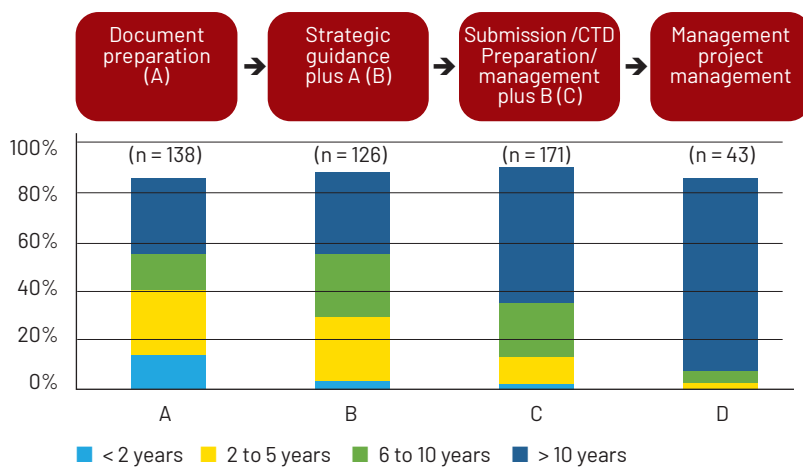 Document
preparation
(A)
Strategic
guidance
plus A (B)
Submission /CTD
Preparation/
management
plus B (C)
Management
project
management
100%
(n = 138)
(n = 126)
(n = 171)
(n = 43)
80%
60%
40%
20%
0%
A
B
C
D
< 2 years
2 to 5 years
6 to 10 years
> 10 years